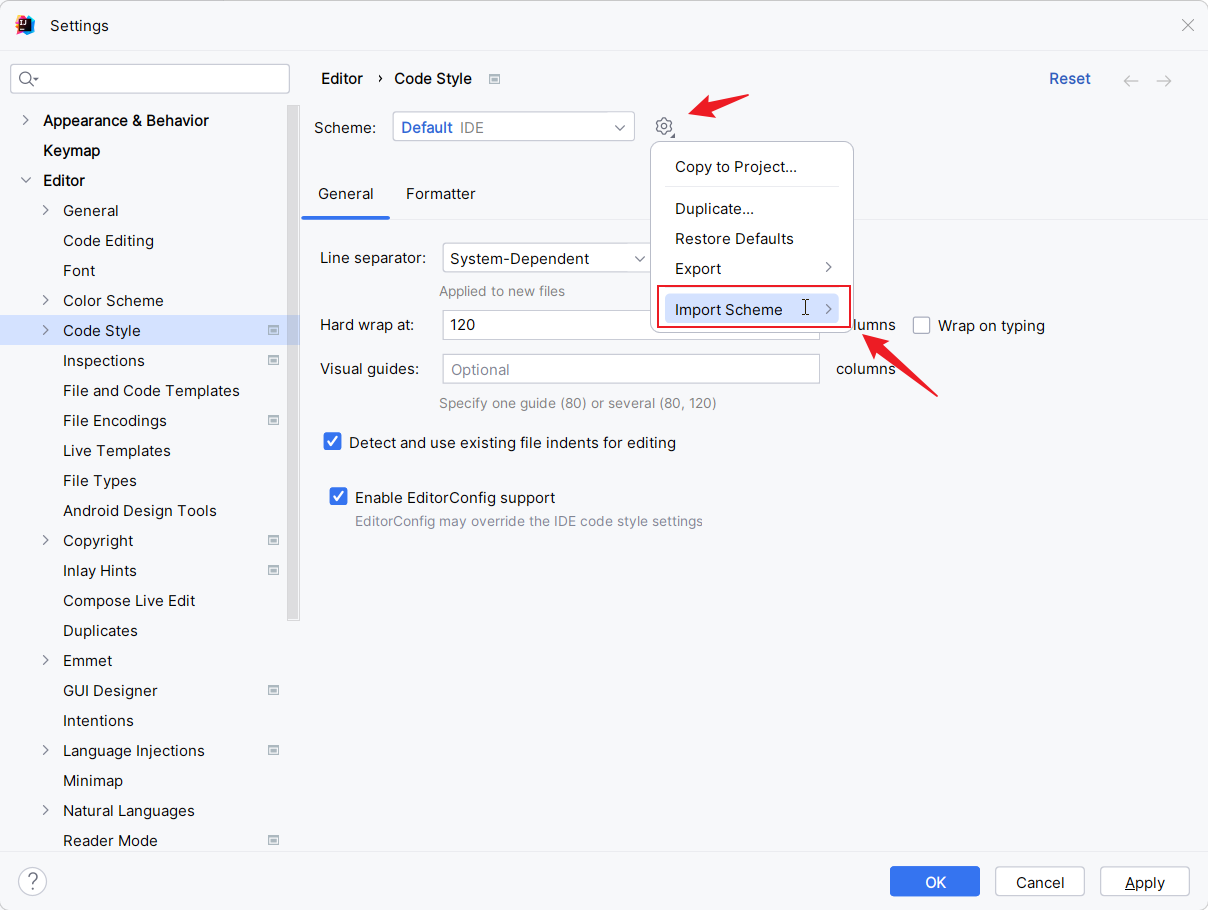 Settings
Editor › Code Style
Reset
Scheme: Default IDE
Copy to Project...
Duplicate...
Restore Defaults
Export
Import Scheme
General Formatter
Line separator: System-Dependent
Applied to new files
Hard wrap at: 120 lumns Wrap on typing
Visual guides: Optional columns
Specify one guide (80) or several (80, 120)
Detect and use existing file indents for editing
Enable EditorConfig support
EditorConfig may override the IDE code style settings
Appearance & Behavior
Keymap
Editor
General
Code Editing
Font
Color Scheme
Code Style
Inspections
File and Code Templates
File Encodings
Live Templates
File Types
Android Design Tools
Copyright
Inlay Hints
Compose Live Edit
Duplicates
Emmet
GUI Designer
Intentions
Language Injections
Minimap
Natural Languages
Reader Mode
?
OK Cancel Apply